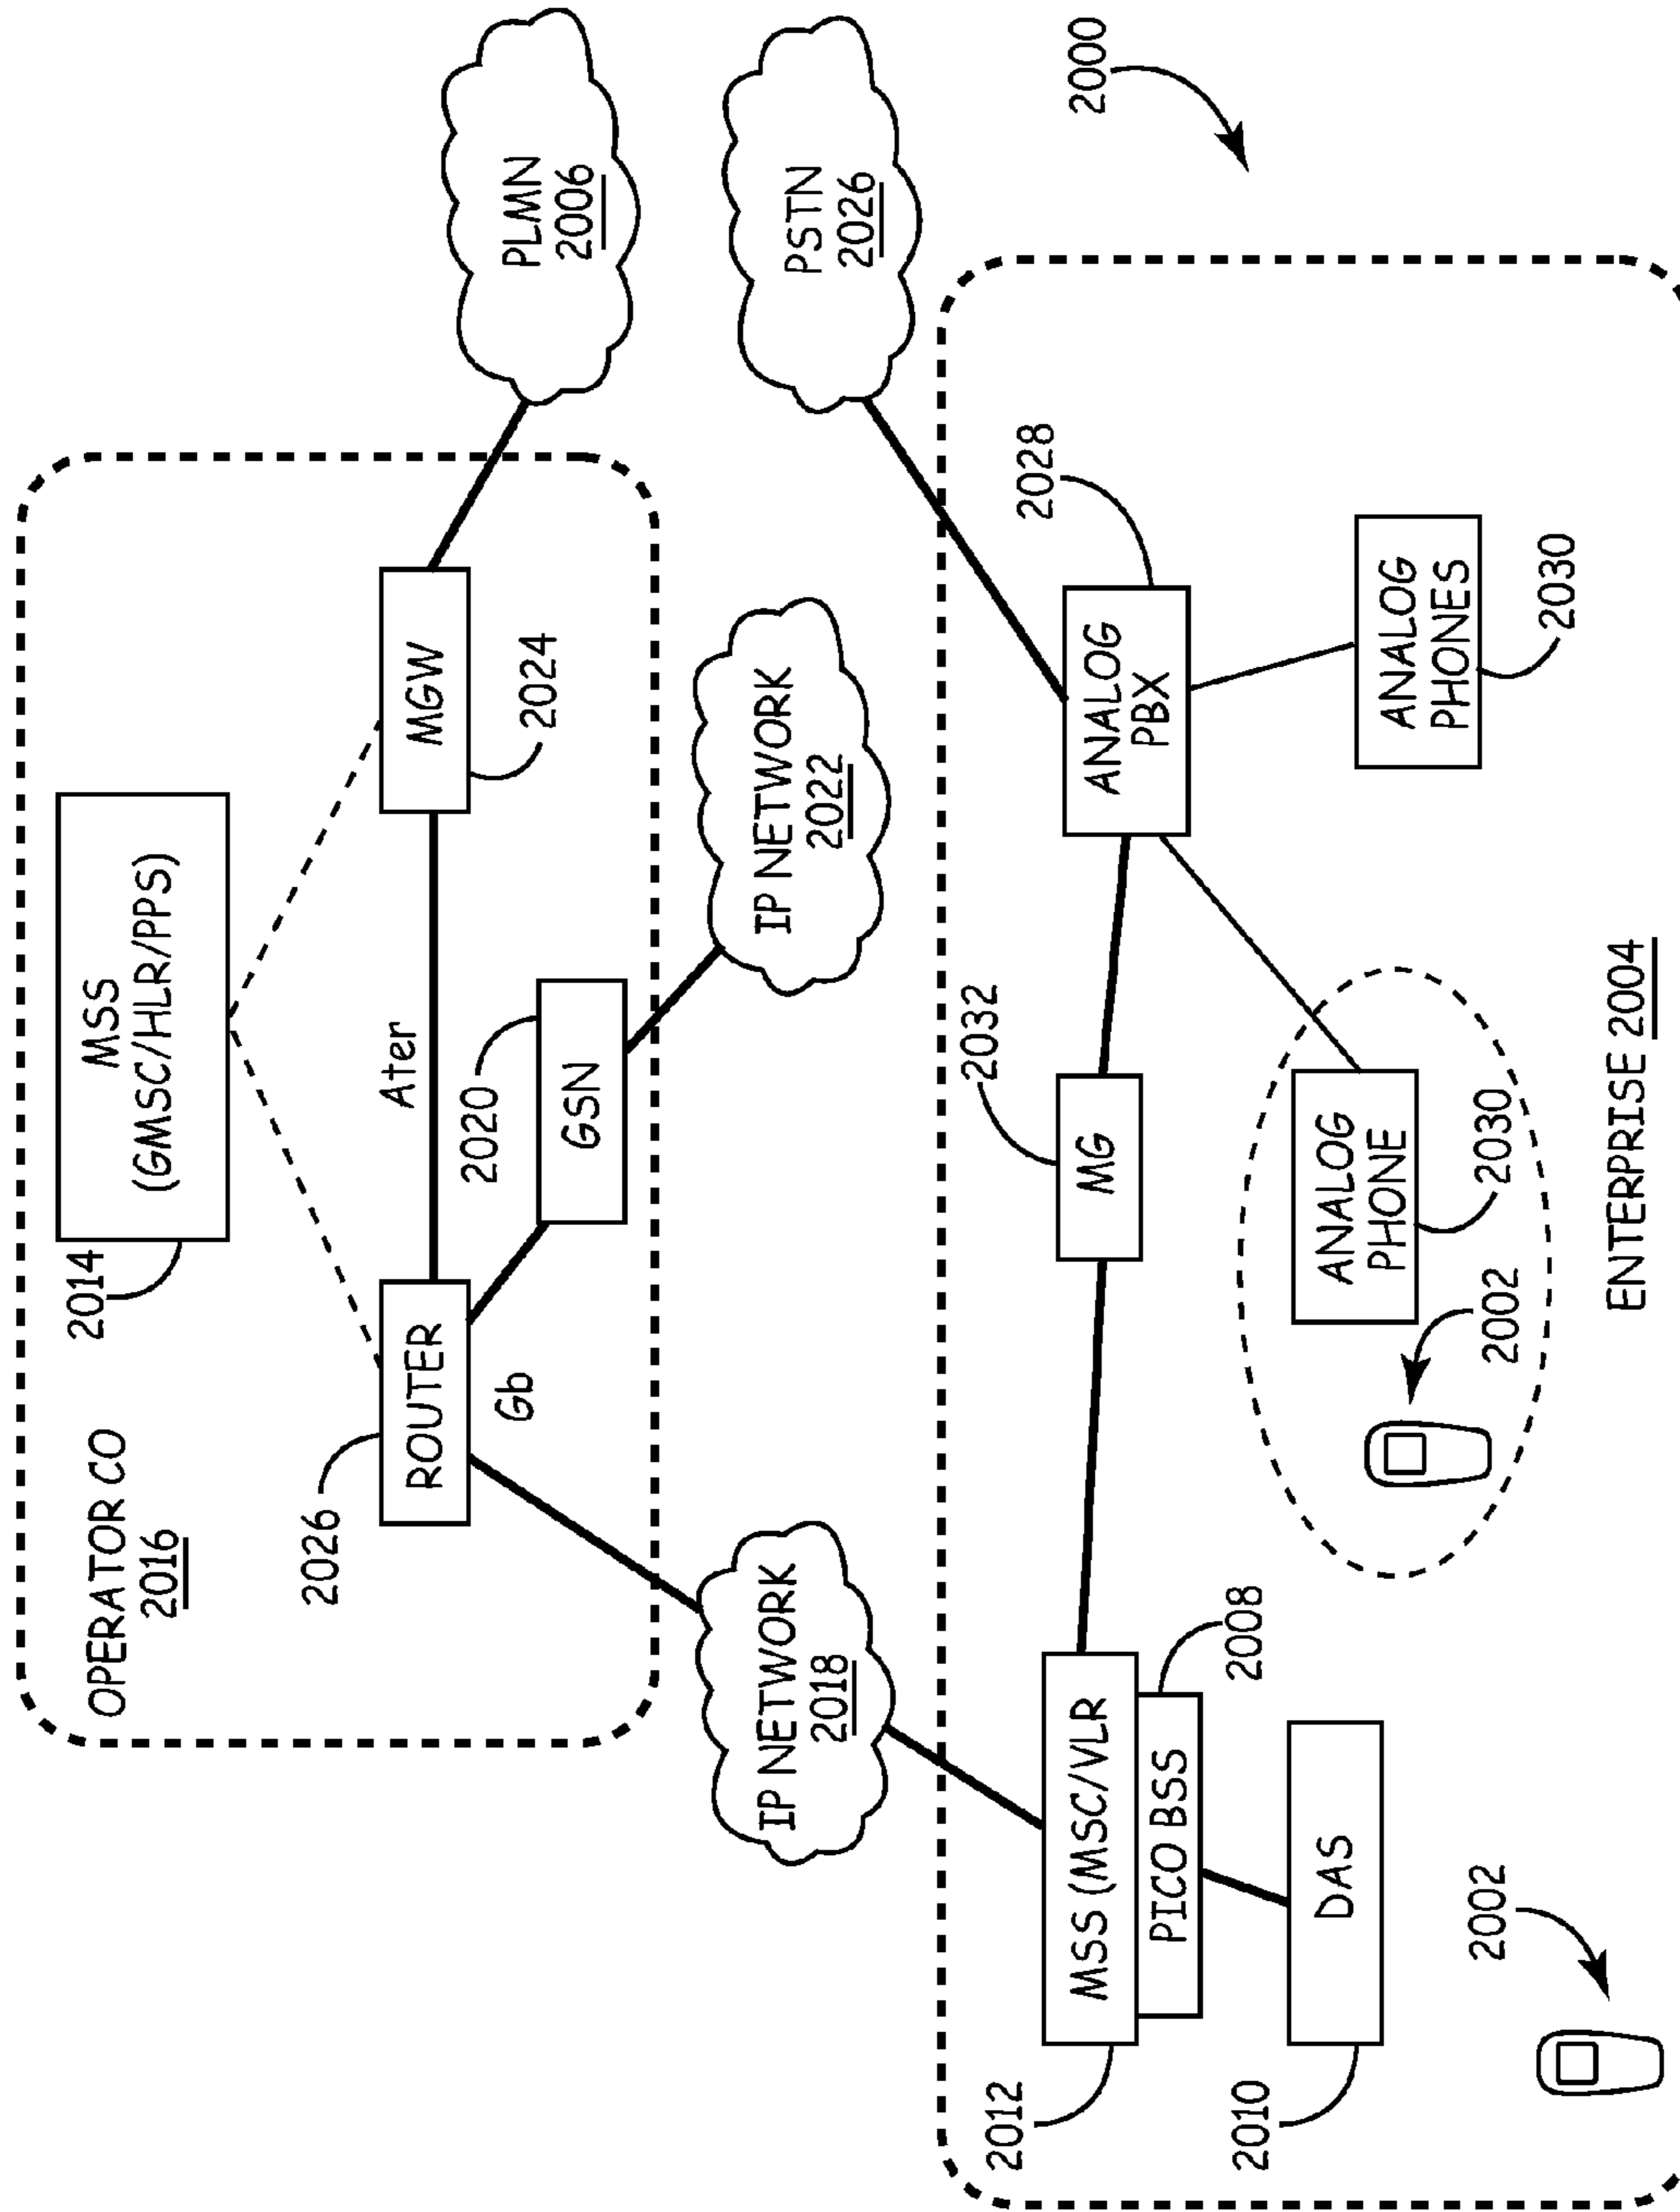 OPERATOR CO
2016
2014
MSS
(GMSC/HLR/PPS)
2026
ROUTER
Ater
MGW
2024
Gb
2020
GSN
PLMN
2006
IP NETWORK
2018
IP NETWORK
2022
PSTN
2026
2000
2012
MSS (MSC/VLR
PICO BSS
2008
2010
DAS
2002
2032
MG
ANALOG
PBX
2028
ANALOG
PHONE
2030
2002
ANALOG
PHONES
2030
ENTERPRISE 2004